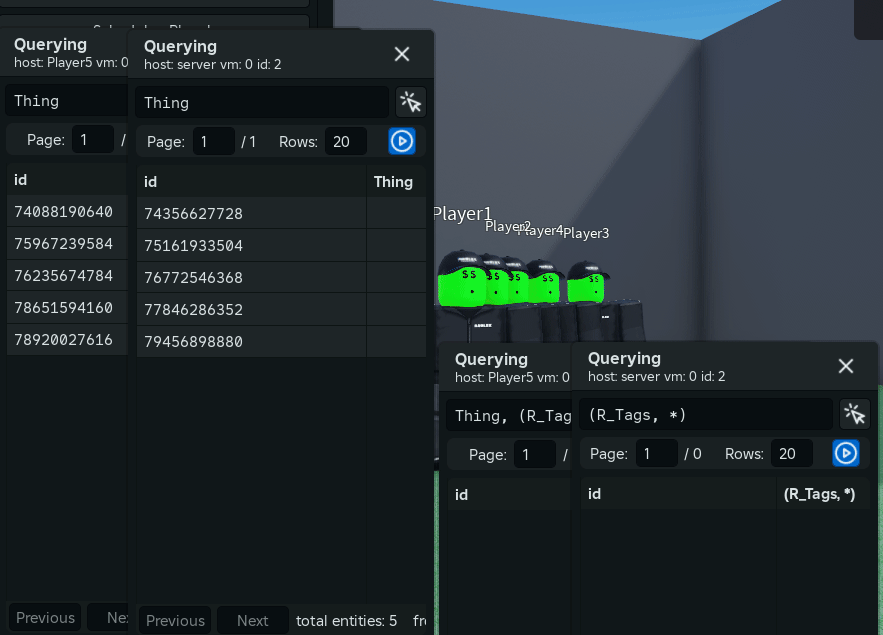 Querying
host: Player5 vm: 0
Thing
Page: 1 /
id
74088190640
75967239584
76235674784
78651594160
78920027616
Previous
Querying
host: server vm: 0 id: 2
Thing
Page: 1 / 1 Rows: 20
id Thing
74356627728
75161933504
76772546368
77846286352
79456898880
Previous Next total entities: 5
Player1
Player2
Player4
Player3
$$
$$
$$
$$
Querying
host: Player5 vm: 0
Thing, (R_Tag
Page: 1 /
id
Querying
host: server vm: 0 id: 2
(R_Tags, *)
Page: 1 / 0 Rows: 20
id (R_Tags, *)